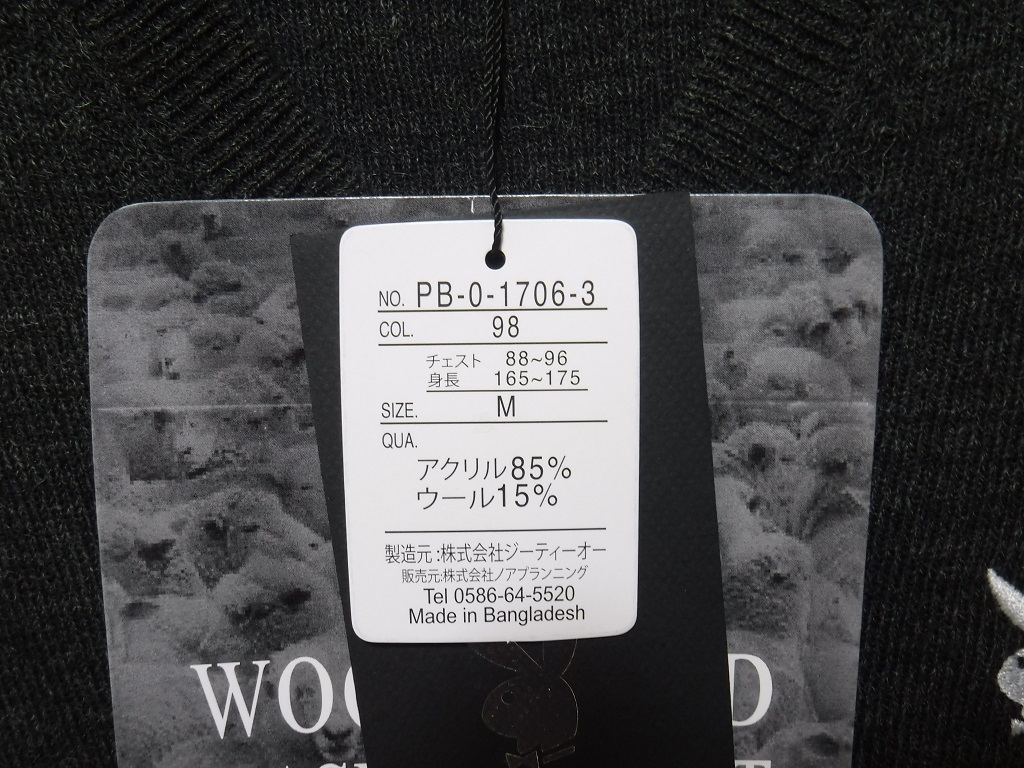 NO. PB-0-1706-3
COL. 98
チェスト 88~96
身長 165~175
SIZE. M
QUA.
アクリル85%
ウール15%
製造元:株式会社ジーティーオー
販売元:株式会社ノアプランニング
Tel 0586-64-5520
Made in Bangladesh